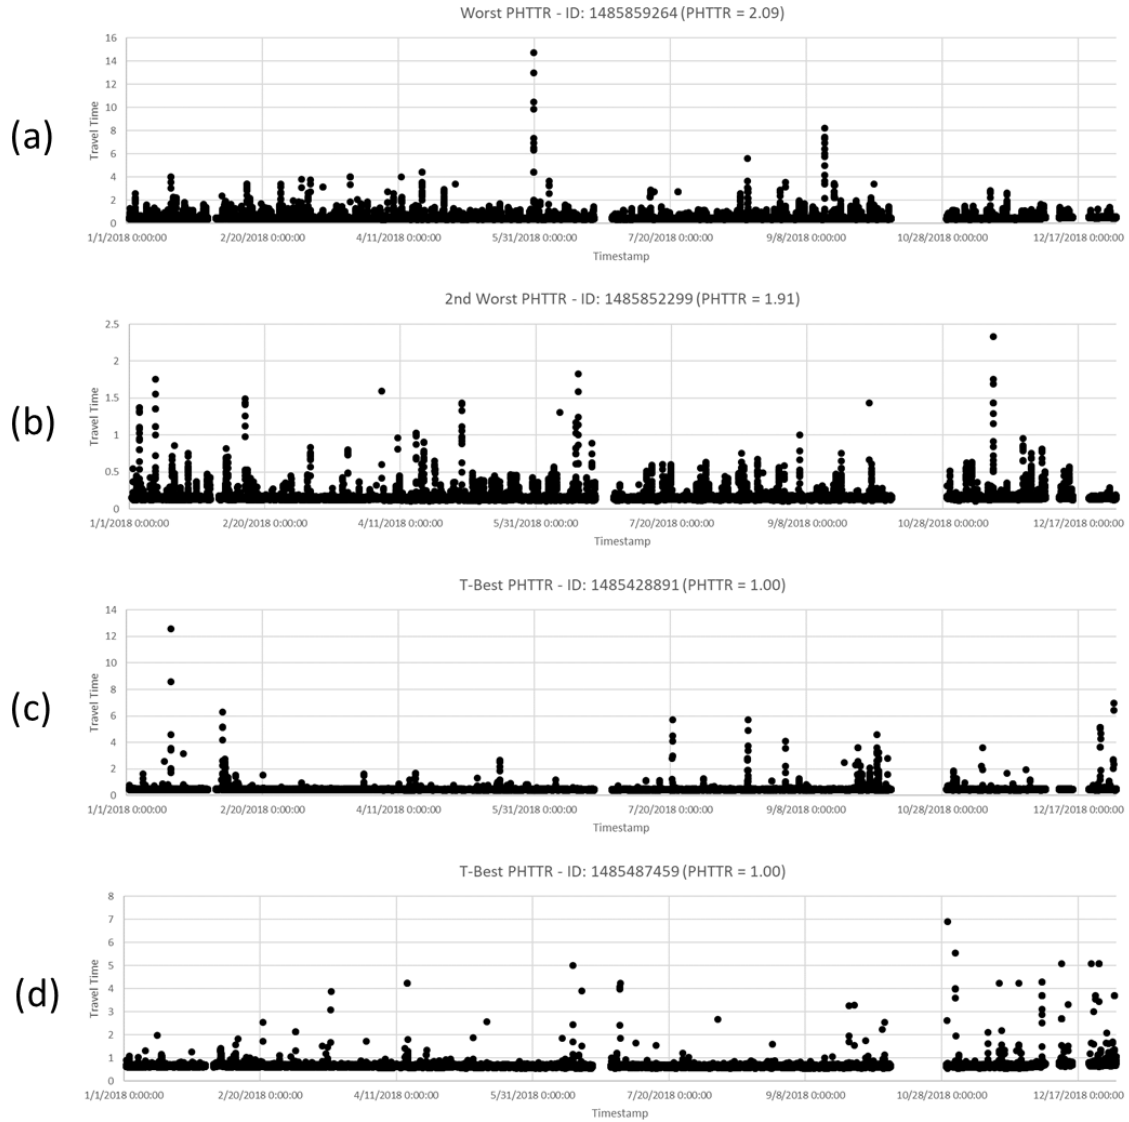 Worst PHTTR - ID: 1485859264 (PHTTR = 2.09)
16
14
12
10
8
6
4
2
0
Travel Time
(a)
1/1/2018 0:00:00 2/20/2018 0:00:00 4/11/2018 0:00:00 5/31/2018 0:00:00 7/20/2018 0:00:00 9/8/2018 0:00:00 10/28/2018 0:00:00 12/17/2018 0:00:00
Timestamp
2nd Worst PHTTR - ID: 1485852299 (PHTTR = 1.91)
2.5
2
1.5
1
0.5
0
Travel Time
(b)
1/1/2018 0:00:00 2/20/2018 0:00:00 4/11/2018 0:00:00 5/31/2018 0:00:00 7/20/2018 0:00:00 9/8/2018 0:00:00 10/28/2018 0:00:00 12/17/2018 0:00:00
Timestamp
T-Best PHTTR - ID: 1485428891 (PHTTR = 1.00)
14
12
10
8
6
4
2
0
Travel Time
(c)
1/1/2018 0:00:00 2/20/2018 0:00:00 4/11/2018 0:00:00 5/31/2018 0:00:00 7/20/2018 0:00:00 9/8/2018 0:00:00 10/28/2018 0:00:00 12/17/2018 0:00:00
Timestamp
T-Best PHTTR - ID: 1485487459 (PHTTR = 1.00)
8
7
6
5
4
3
2
1
0
Travel Time
(d)
1/1/2018 0:00:00 2/20/2018 0:00:00 4/11/2018 0:00:00 5/31/2018 0:00:00 7/20/2018 0:00:00 9/8/2018 0:00:00 10/28/2018 0:00:00 12/17/2018 0:00:00
Timestamp